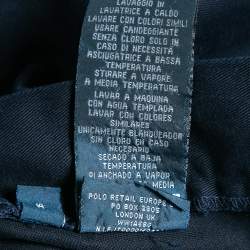 LAVAGGIO IN
LAVATRICE A CALDO
LAVARE CON COLORI SIMILI
USARE CANDEGGIANTE
SENZA CLORO SOLO IN
CASO DI NECESSITÀ
ASCIUGATRICE A BASSA
TEMPERATURA
STIRARE A VAPORE
A MEDIA TEMPERATURA
LAVAR A MAQUINA
CON AGUA TEMPLADA
LAVAR CON COLORES
SIMILARES
UNICAMENTE BLANQUEADOR
SIN CLORO EN CASO
NECESARIO
SECADO A BAJA
TEMPERATURA
PLANCHADO A VAPOR
MEDIA
POLO RETAIL EUROPE
PO BOX 2805
LONDON UK
WW1A8BS